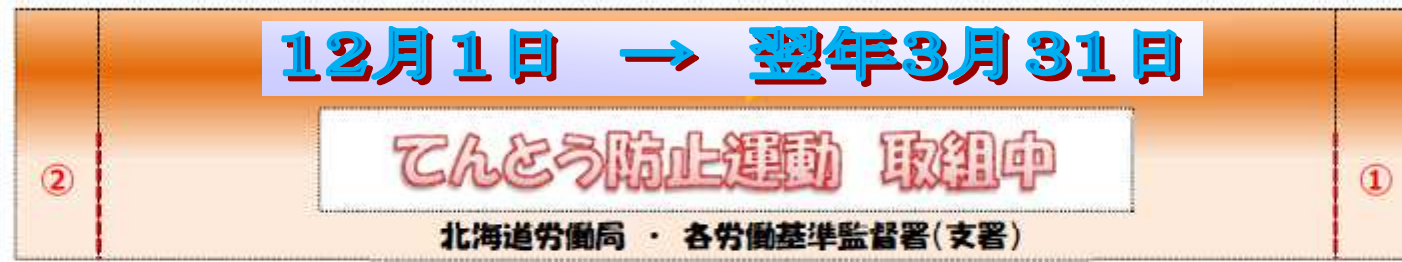 12月1日 → 翌年3月31日
てんとう防止運動 取組中
② ①
北海道労働局 ・ 各労働基準監督署(支署)